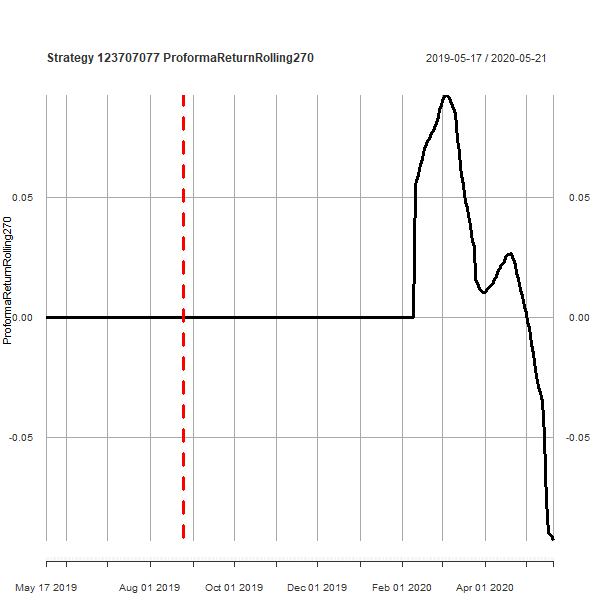 Strategy 123707077 ProformaReturnRolling270
2019-05-17 / 2020-05-21
ProformaReturnRolling270
0.05
0.00
-0.05
0.05
0.00
-0.05
May 17 2019
Aug 01 2019
Oct 01 2019
Dec 01 2019
Feb 01 2020
Apr 01 2020